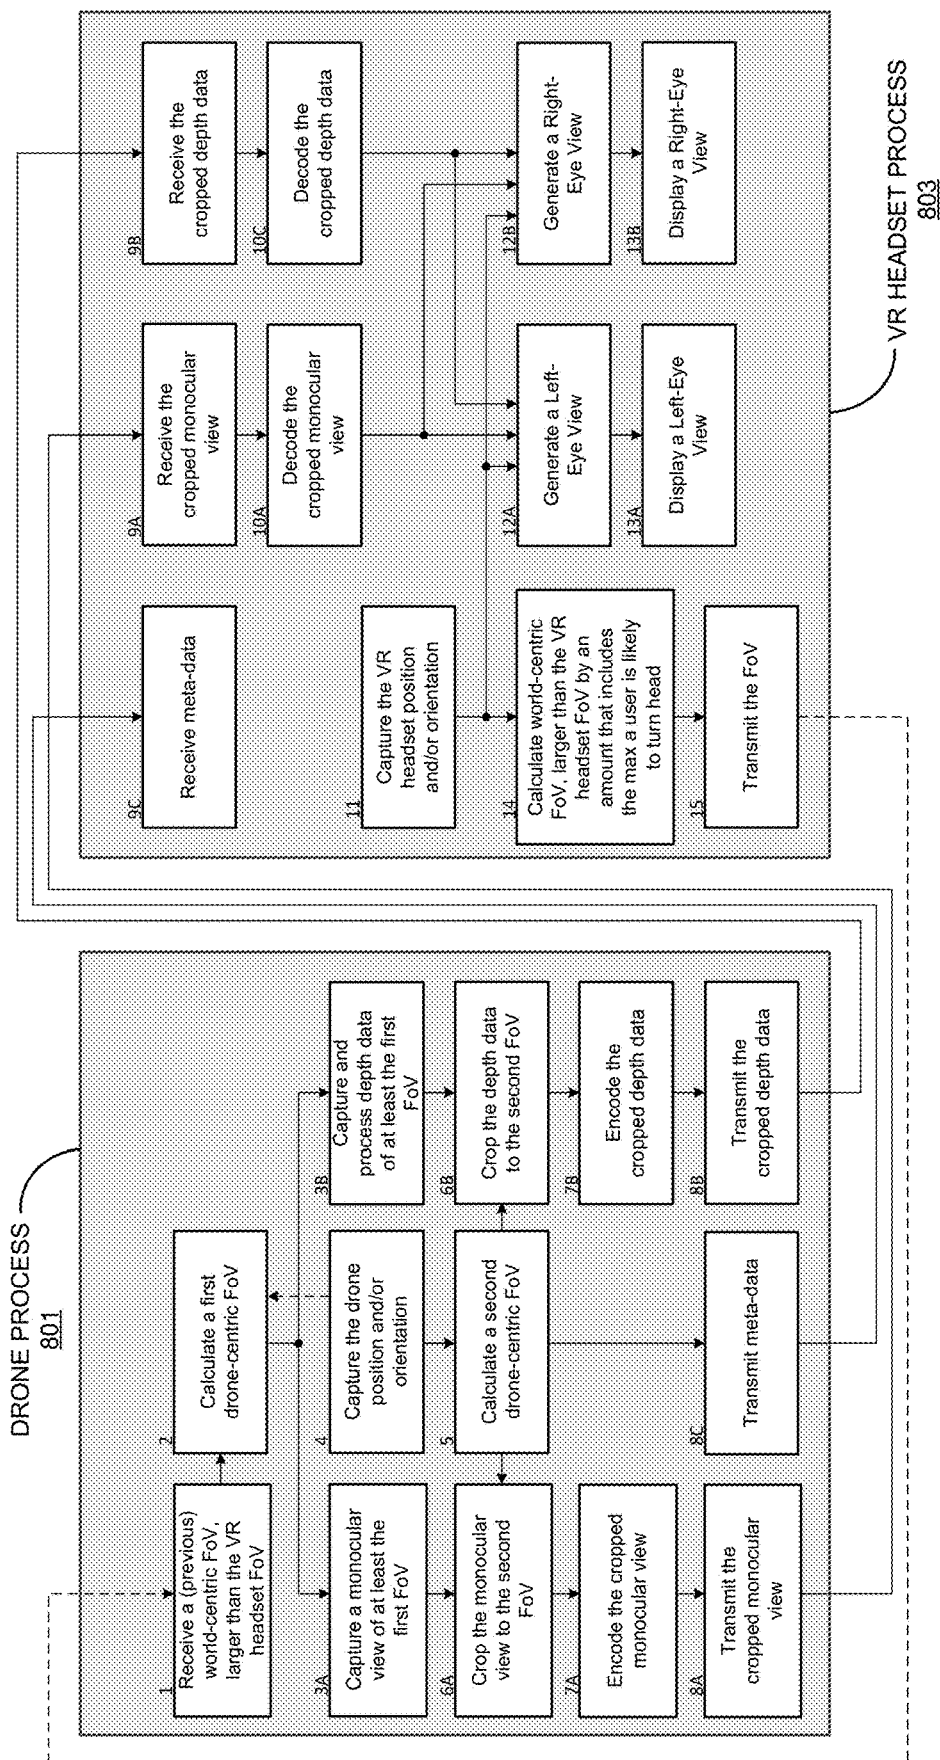 DRONE PROCESS
801
1
Receive a (previous)
world-centric FoV,
larger than the VR
headset FoV
2
Calculate a first
drone-centric FoV
3A
Capture a monocular
view of at least the
first FoV
4
Capture the drone
position and/or
orientation
3B
Capture and
process depth data
of at least the first
FoV
6A
Crop the monocular
view to the second
FoV
5
Calculate a second
drone-centric FoV
6B
Crop the depth data
to the second FoV
7A
Encode the cropped
monocular view
7B
Encode the
cropped depth data
8A
Transmit the
cropped monocular
view
8C
Transmit meta-data
8B
Transmit the
cropped depth data
9C
Receive meta-data
9A
Receive the
cropped monocular
view
9B
Receive the
cropped depth data
10A
Decode the
cropped monocular
view
10C
Decode the
cropped depth data
11
Capture the VR
headset position
and/or orientation
14
Calculate world-centric
FoV, larger than the VR
headset FoV by an
amount that includes
the max a user is likely
to turn head
12A
Generate a Left-
Eye View
12B
Generate a Right-
Eye View
15
Transmit the FoV
13A
Display a Left-Eye
View
13B
Display a Right-Eye
View
VR HEADSET PROCESS
803